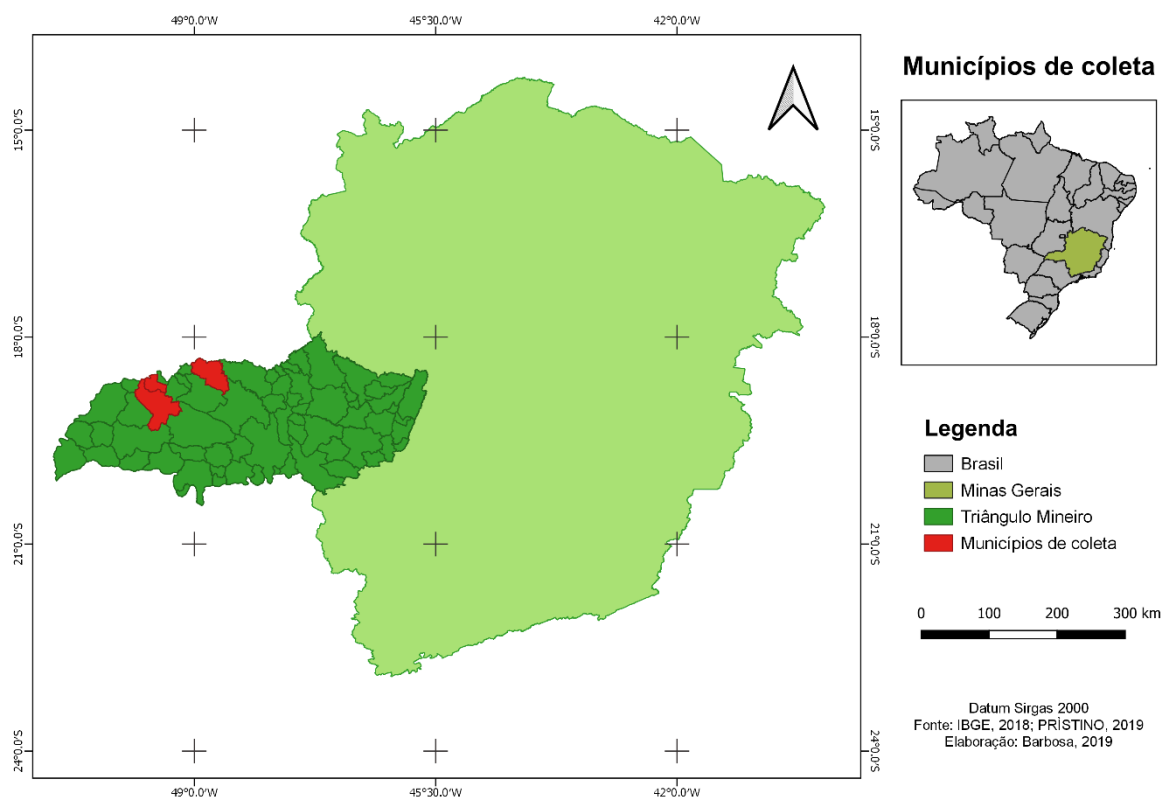 49°0.0'W 45°30.0'W 42°0.0'W
15°0.0'S 15°0.0'S
18°0.0'S 18°0.0'S
21°0.0'S 21°0.0'S
24°0.0'S 24°0.0'S
49°0.0'W 45°30.0'W 42°0.0'W
Municípios de coleta
Legenda
Brasil
Minas Gerais
Triângulo Mineiro
Municípios de coleta
0 100 200 300 km
Datum Sirgas 2000
Fonte: IBGE, 2018; PRÍSTINO, 2019
Elaboração: Barbosa, 2019